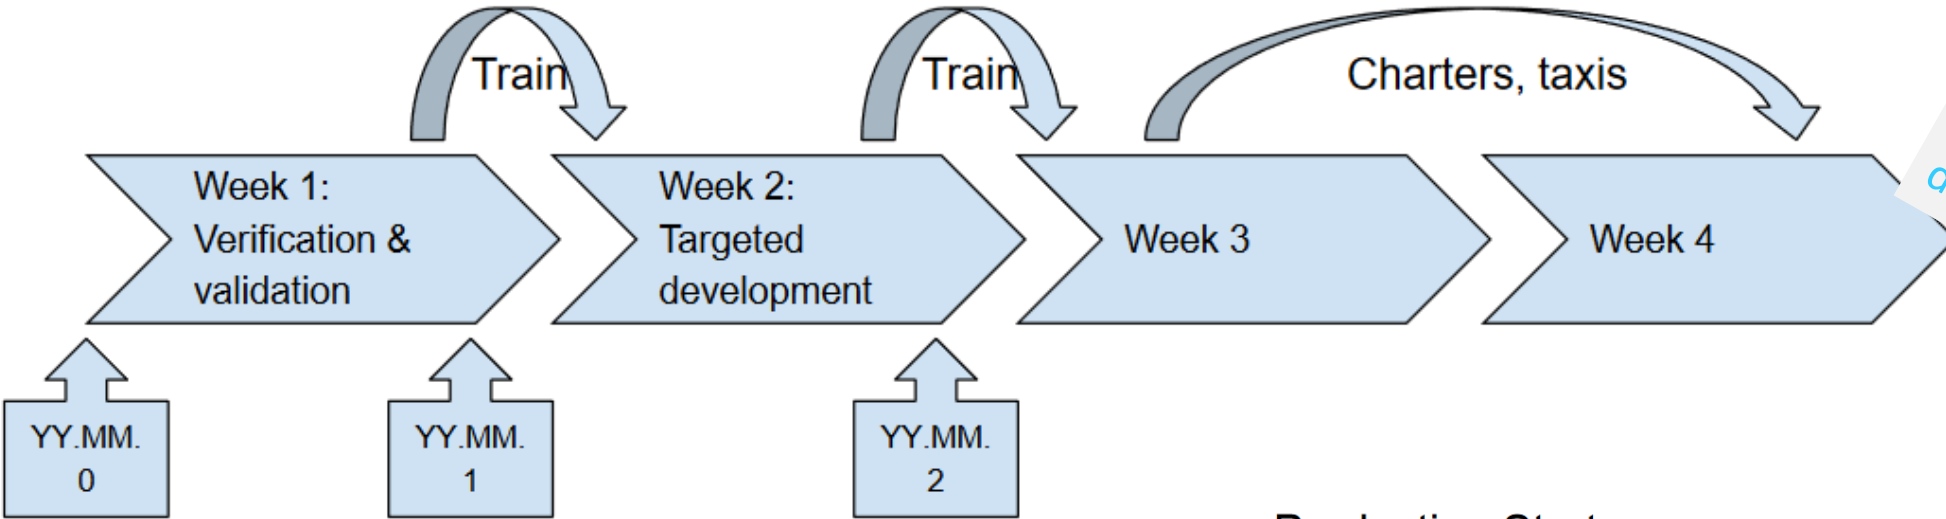 Train
Train
Charters, taxis
Week 1:
Verification &
validation
Week 2:
Targeted
development
Week 3
Week 4
YY.MM.
0
YY.MM.
1
YY.MM.
2